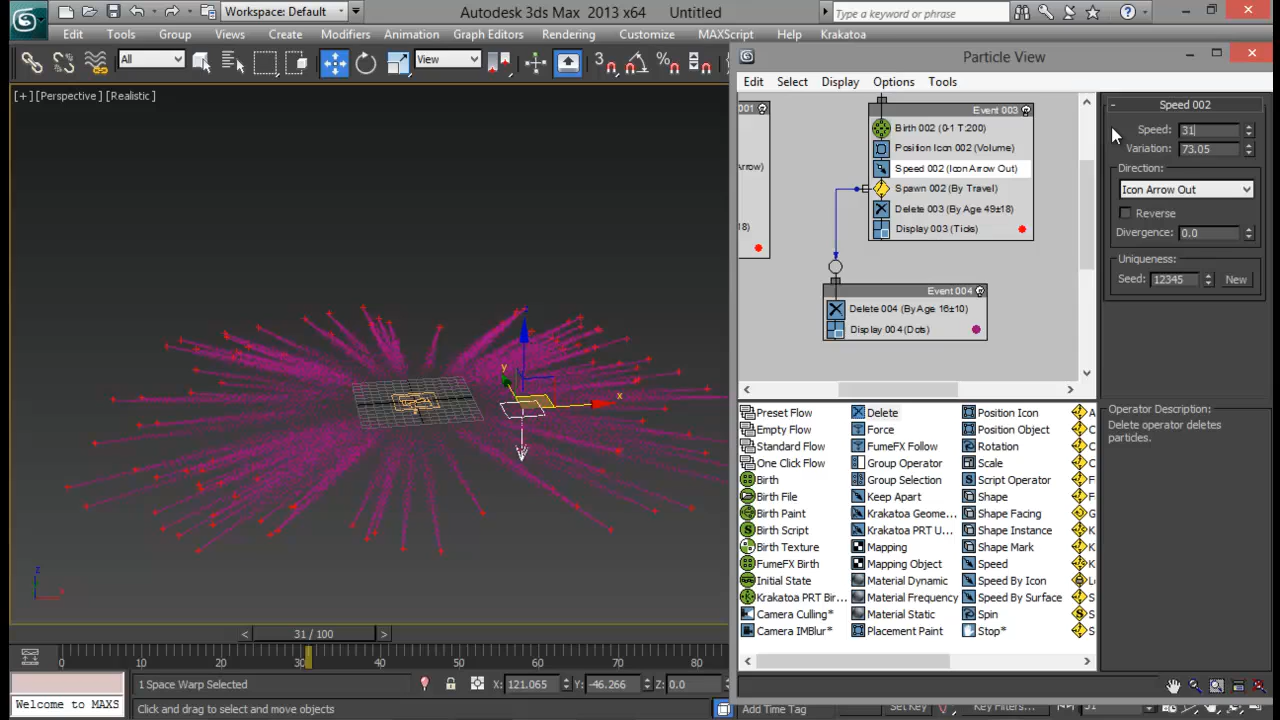 Workspace: Default
Autodesk 3ds Max 2013 x64
Untitled
Type a keyword or phrase
Edit Tools Group Views Create Modifiers Animation Graph Editors Rendering Customize MAXScript Help Krakatoa
All
View
3
Particle View
[+] [Perspective] [Realistic]
Edit Select Display Options Tools
001
Event 003
Birth 002 (0-1 T:200)
Position Icon 002 (Volume)
Speed 002 (Icon Arrow Out)
Spawn 002 (By Travel)
Delete 003 (By Age 49±18)
Display 003 (Ticks)
Arrow)
18)
Event 004
Delete 004 (By Age 16±10)
Display 004 (Dots)
Speed 002
Speed: 31
Variation: 73.05
Direction:
Icon Arrow Out
Reverse
Divergence: 0.0
Uniqueness:
Seed: 12345 New
Operator Description:
Delete operator deletes
particles.
Preset Flow Delete Position Icon
Empty Flow Force Position Object
Standard Flow FumeFX Follow Rotation
One Click Flow Group Operator Scale
Birth Group Selection Script Operator
Birth File Keep Apart Shape
Birth Paint Krakatoa Geome... Shape Facing
Birth Script Krakatoa PRT U... Shape Instance
Birth Texture Mapping Shape Mark
FumeFX Birth Mapping Object Speed
Initial State Material Dynamic Speed By Icon
Krakatoa PRT Bir... Material Frequency Speed By Surface
Camera Culling* Material Static Spin
Camera IMBlur* Placement Paint Stop*
x
y
z
z
x
31 / 100
0 10 20 30 40 50 60 70 80
1 Space Warp Selected
X: 121.065 Y: -46.266 Z: 0.0
Welcome to MAXS
Click and drag to select and move objects
Add Time Tag
Set Key
Key Filters...
31